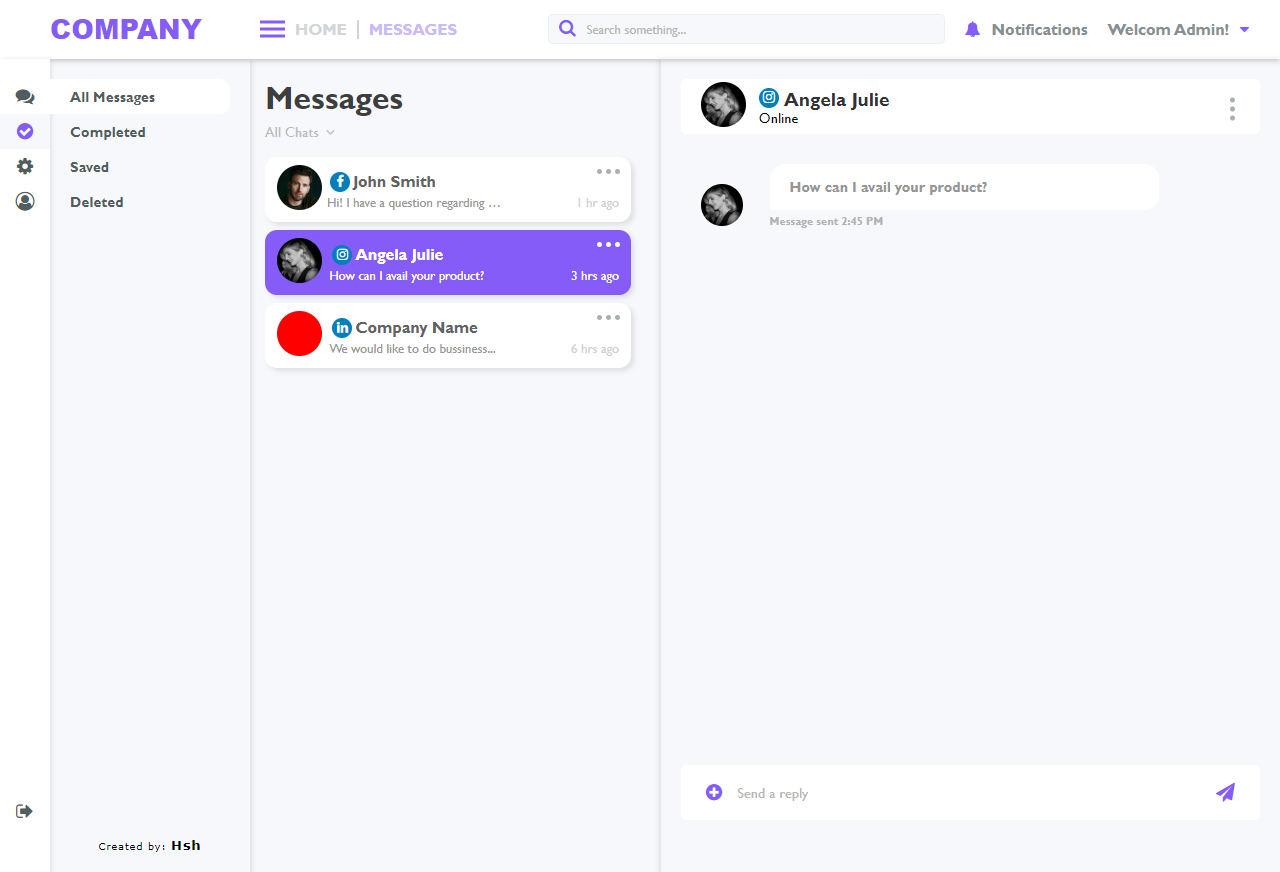 COMPANY
HOME | MESSAGES
Search something...
Notifications
Welcom Admin!
All Messages
Completed
Saved
Deleted
Created by: Hsh
Messages
All Chats
John Smith
Hi! I have a question regarding …
1 hr ago
Angela Julie
How can I avail your product?
3 hrs ago
in
Company Name
We would like to do bussiness...
6 hrs ago
Angela Julie
Online
How can I avail your product?
Message sent 2:45 PM
Send a reply